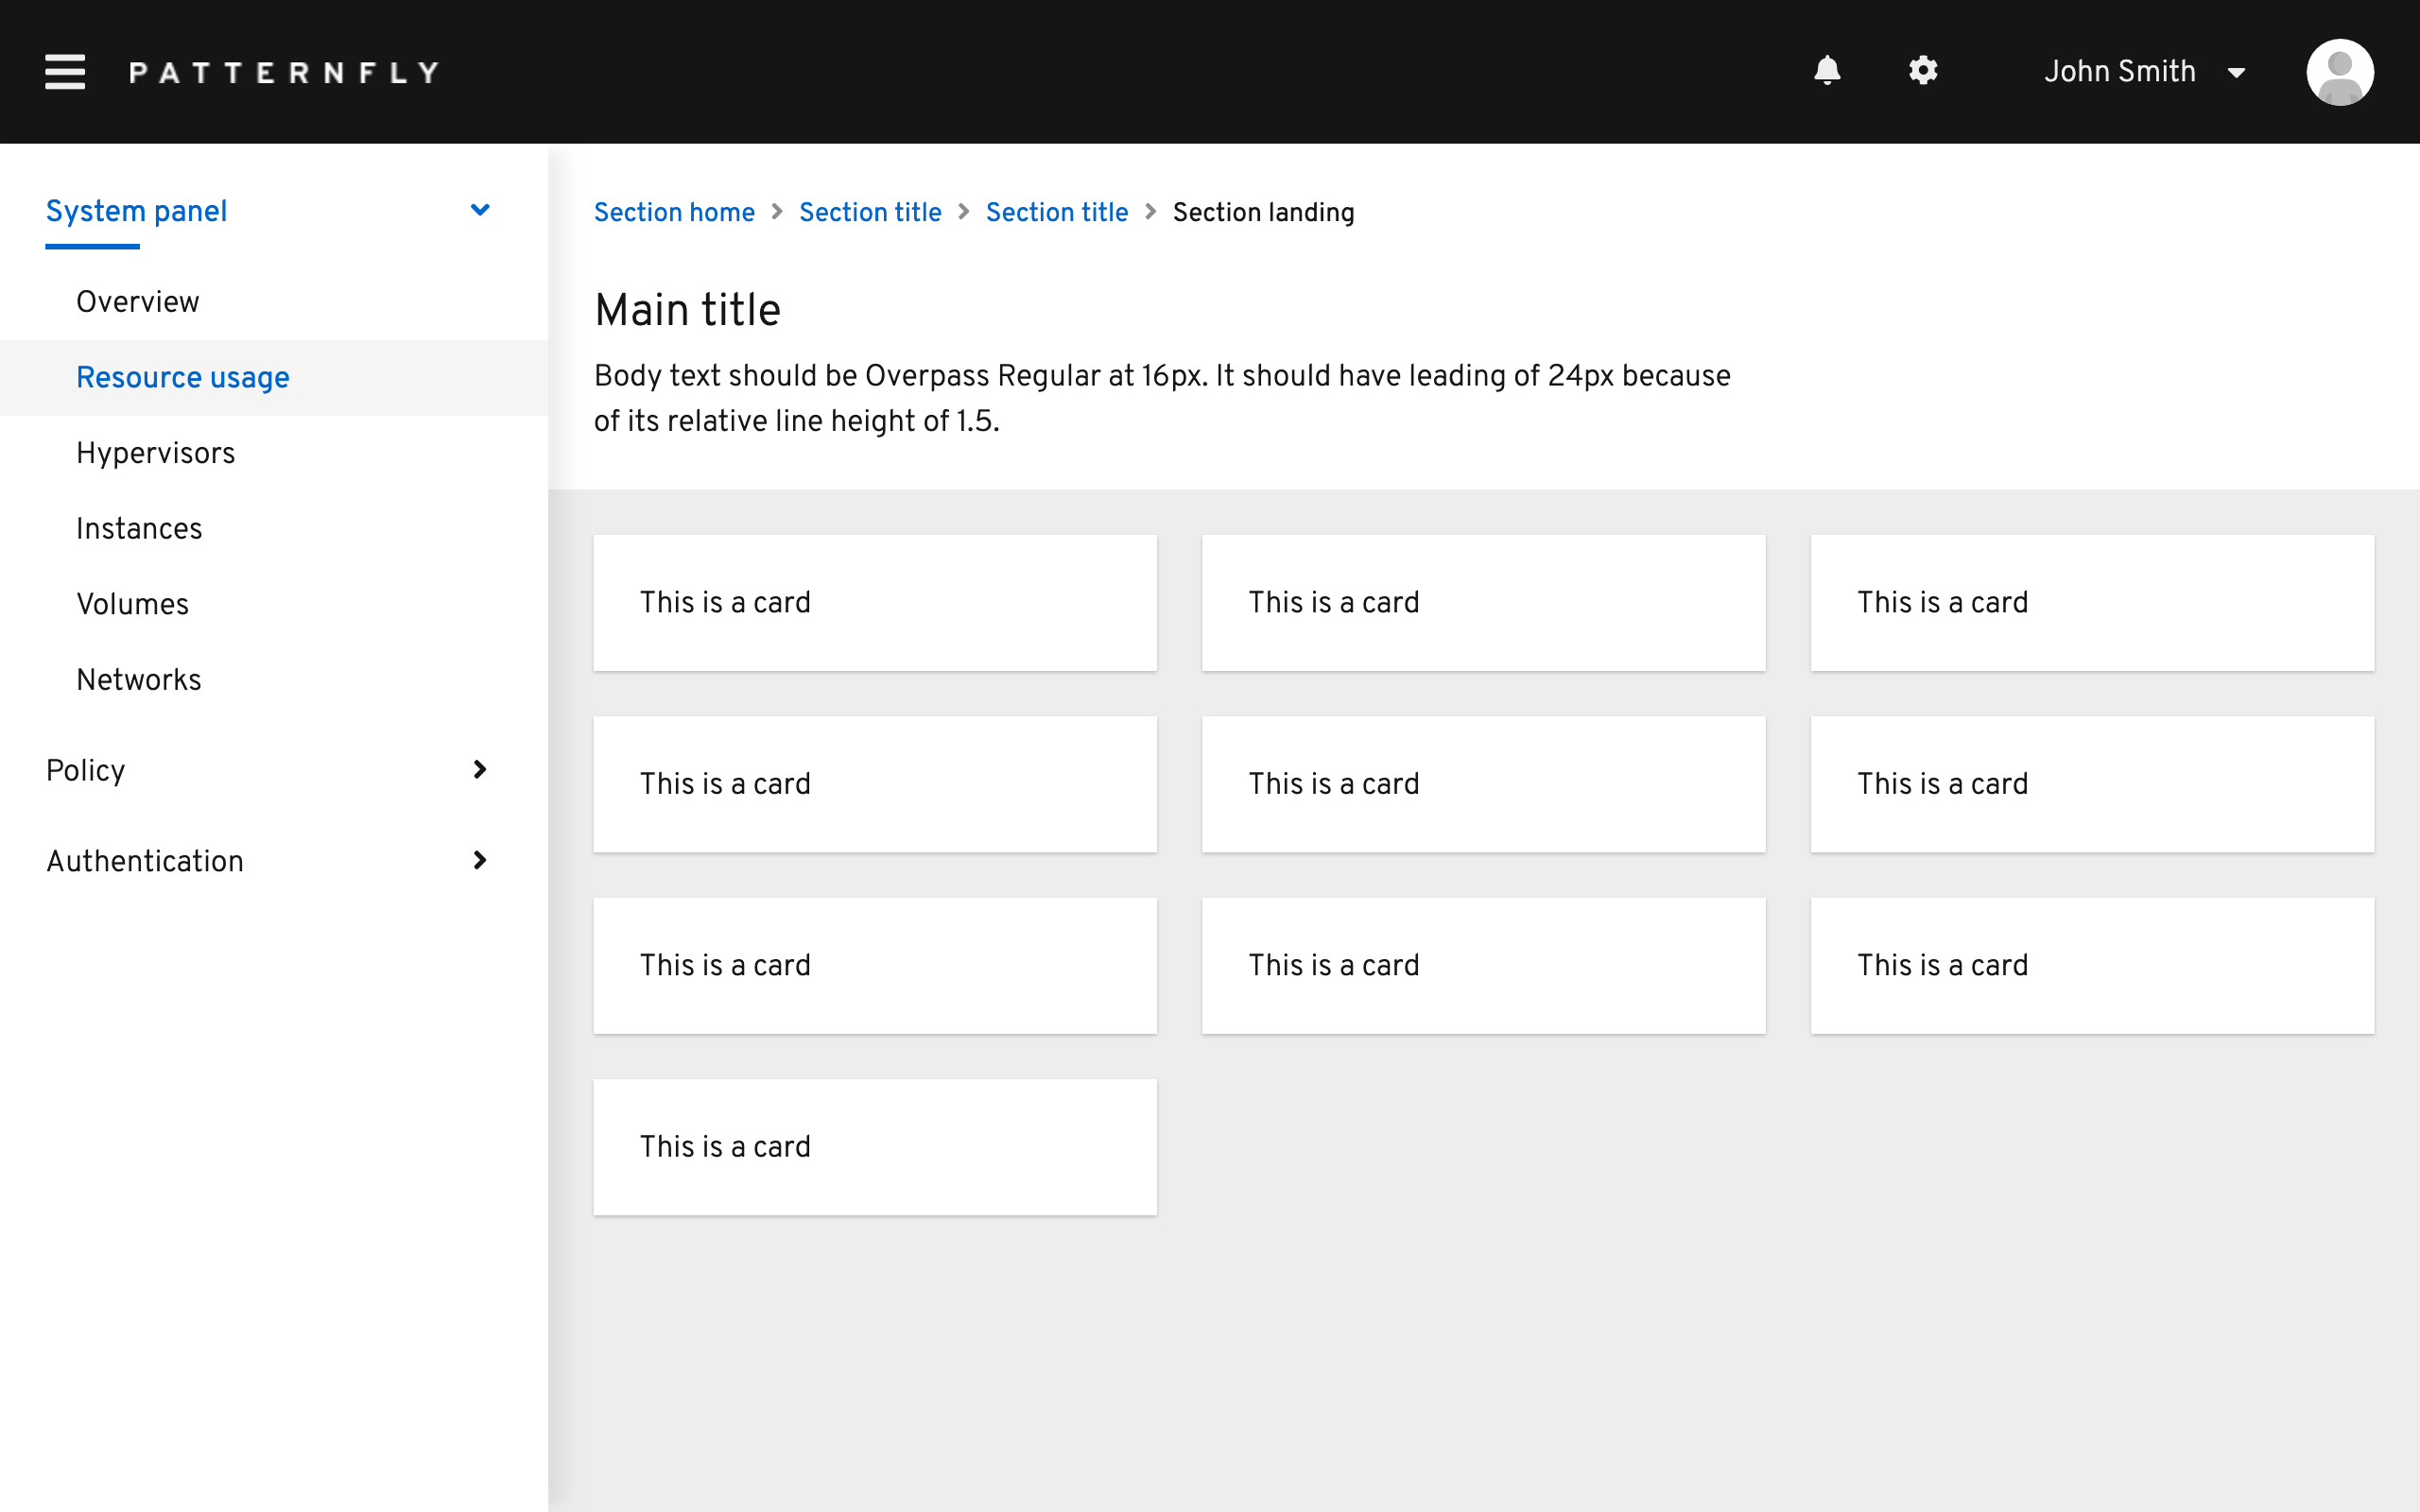 PATTERNFLY
John Smith
System panel
Overview
Resource usage
Hypervisors
Instances
Volumes
Networks
Policy
Authentication
Section home > Section title > Section title > Section landing
Main title
Body text should be Overpass Regular at 16px. It should have leading of 24px because
of its relative line height of 1.5.
This is a card
This is a card
This is a card
This is a card
This is a card
This is a card
This is a card
This is a card
This is a card
This is a card